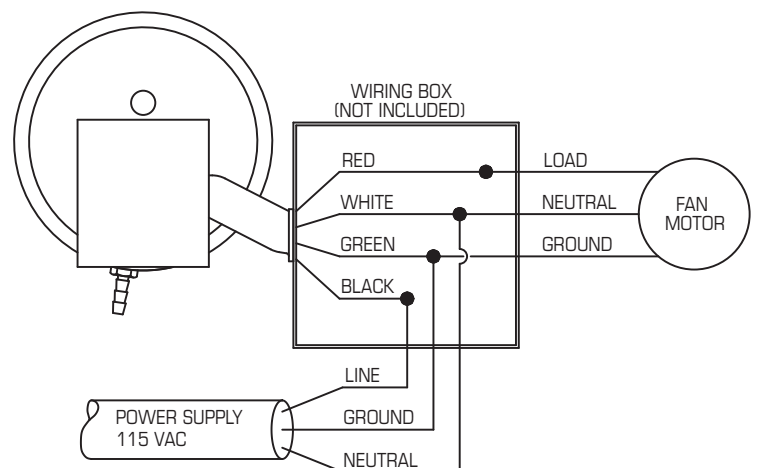 WIRING BOX
(NOT INCLUDED)
RED
LOAD
WHITE
NEUTRAL
FAN
MOTOR
GREEN
GROUND
BLACK
LINE
POWER SUPPLY
115 VAC
GROUND
NEUTRAL